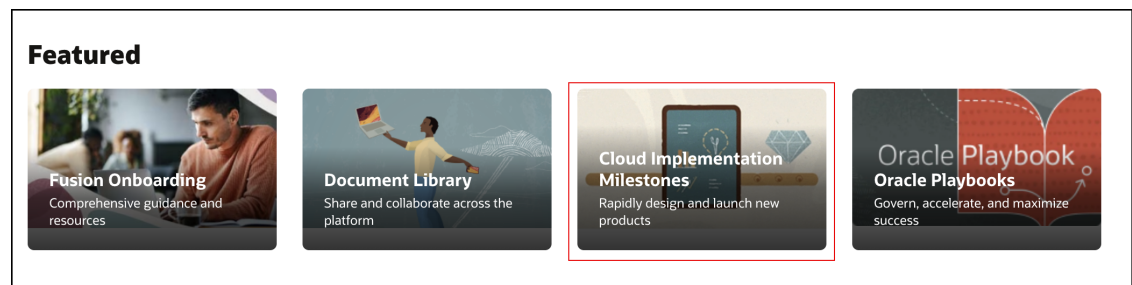 Featured
Fusion Onboarding
Comprehensive guidance and
resources
Document Library
Share and collaborate across the
platform
Cloud Implementation
Milestones
Rapidly design and launch new
products
Oracle Playbook
Oracle Playbooks
Govern, accelerate, and maximize
success